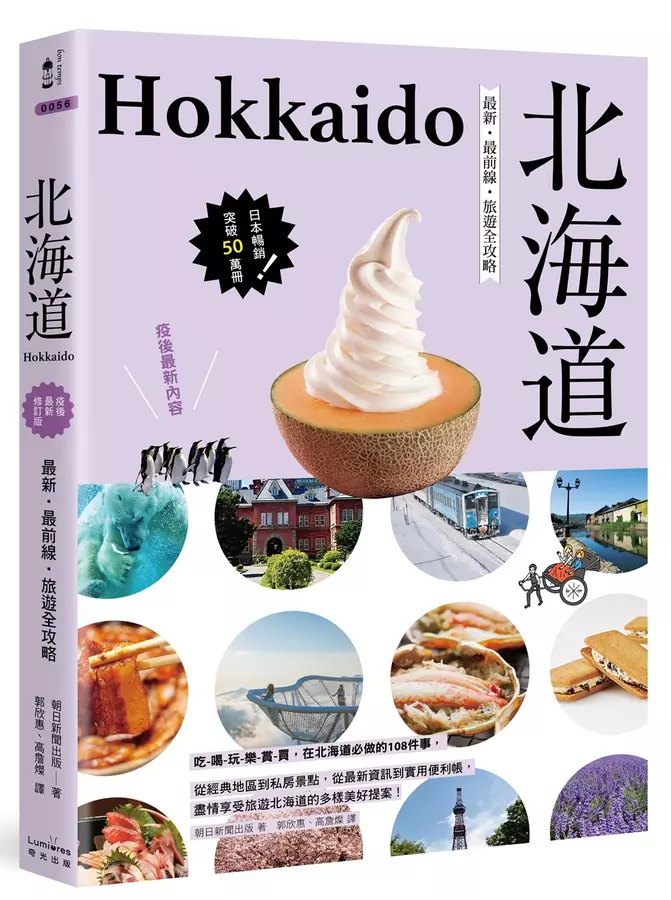 bon temps
0056
北海道
Hokkaido
疫後
最新
修訂版
最新・最前線・旅遊全攻略
朝日新聞出版—著
郭欣惠、高詹燦 譯
Lumières
奇光出版
Hokkaido
北海道
最新・最前線・旅遊全攻略
日本暢銷
突破50萬冊!
疫後最新內容
吃-喝-玩-樂-賞-買,在北海道必做的108件事,
從經典地區到私房景點,從最新資訊到實用便利帳,
盡情享受旅遊北海道的多樣美好提案!
朝日新聞出版 著 郭欣惠、高詹燦 譯